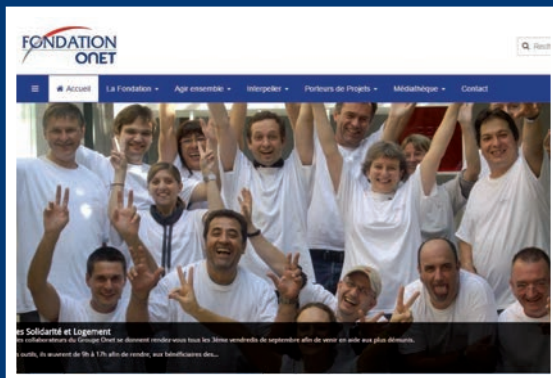 FONDATION
ONET
Accueil La Fondation Agir ensemble Interpeller Porteurs de Projets Médiathèque Contact
es Solidarité et Logement
es collaborateurs du Groupe Onet se donnent rendez-vous tous les 3ème vendredis de septembre afin de venir en aide aux plus démunis.
s outils, ils œuvrent de 9h à 17h afin de rendre, aux bénéficiaires des...